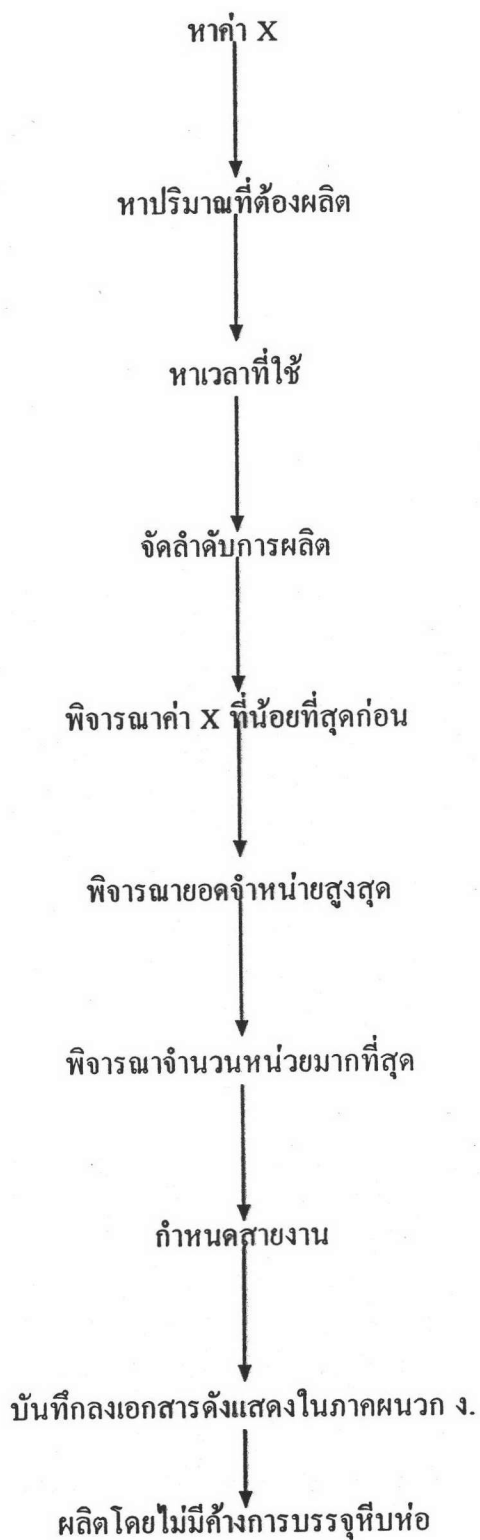 หาค่า X
หาปริมาณที่ต้องผลิต
หาเวลาที่ใช้
จัดลำดับการผลิต
พิจารณาค่า X ที่น้อยที่สุดก่อน
พิจารณายอดจำหน่ายสูงสุด
พิจารณาจำนวนหน่วยมากที่สุด
กำหนดสายงาน
บันทึกลงเอกสารดังแสดงในภาคผนวก ง.
ผลิตโดยไม่มีค้างการบรรจุหีบห่อ